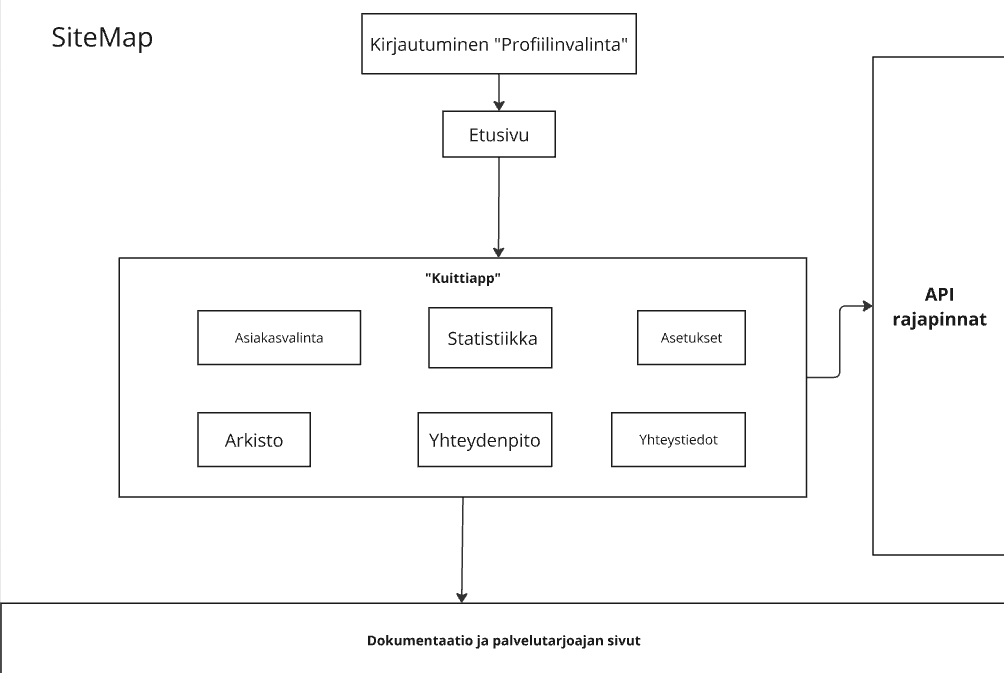 SiteMap
Kirjautuminen "Profiilinvalinta"
Etusivu
"Kuittiapp"
Asiakasvalinta
Statistiikka
Asetukset
Arkisto
Yhteydenpito
Yhteystiedot
API
rajapinnat
Dokumentaatio ja palvelutarjoajan sivut